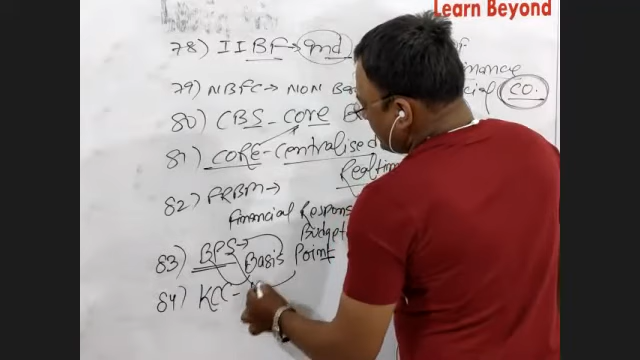 Learn Beyond
78) IIBF → Ind of
inance
79) NBFC → NON Ba cial CO.
80) CBS - Core B
81) CORE - Centralised
Realtim
82) FRBM →
Financial Respons
Budget
83) BPS → Basis Point
84) KCC -